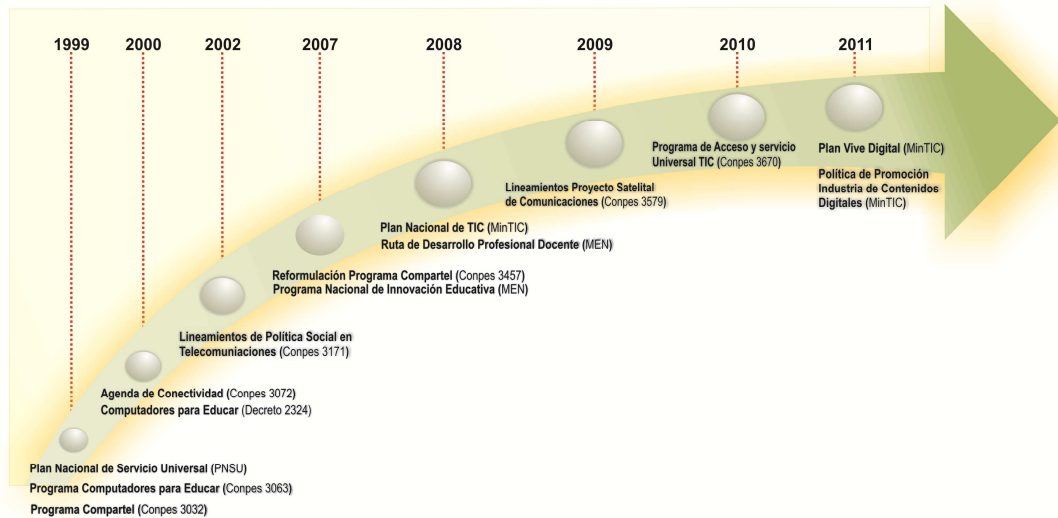 1999 2000 2002 2007 2008 2009 2010 2011
Plan Nacional de Servicio Universal (PNSU)
Programa Computadores para Educar (Conpes 3063)
Programa Compartel (Conpes 3032)
Agenda de Conectividad (Conpes 3072)
Computadores para Educar (Decreto 2324)
Lineamientos de Política Social en
Telecomuniaciones (Conpes 3171)
Reformulación Programa Compartel (Conpes 3457)
Programa Nacional de Innovación Educativa (MEN)
Plan Nacional de TIC (MinTIC)
Ruta de Desarrollo Profesional Docente (MEN)
Lineamientos Proyecto Satelital
de Comunicaciones (Conpes 3579)
Programa de Acceso y servicio
Universal TIC (Conpes 3670)
Plan Vive Digital (MinTIC)
Política de Promoción
Industria de Contenidos
Digitales (MinTIC)